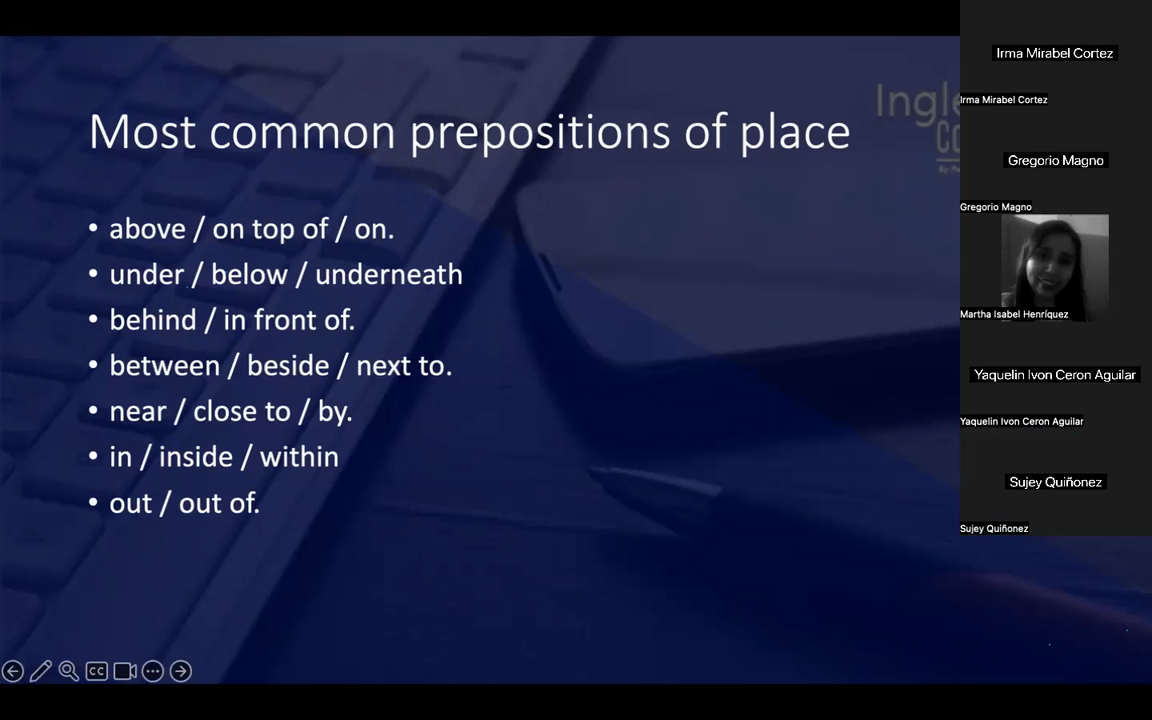 Most common prepositions of place
• above / on top of / on.
• under / below / underneath
• behind / in front of.
• between / beside / next to.
• near / close to / by.
• in / inside / within
• out / out of.
Irma Mirabel Cortez
Irma Mirabel Cortez
Gregorio Magno
Gregorio Magno
Martha Isabel Henríquez
Yaquelin Ivon Ceron Aguilar
Yaquelin Ivon Ceron Aguilar
Sujey Quiñonez
Sujey Quiñonez
CC